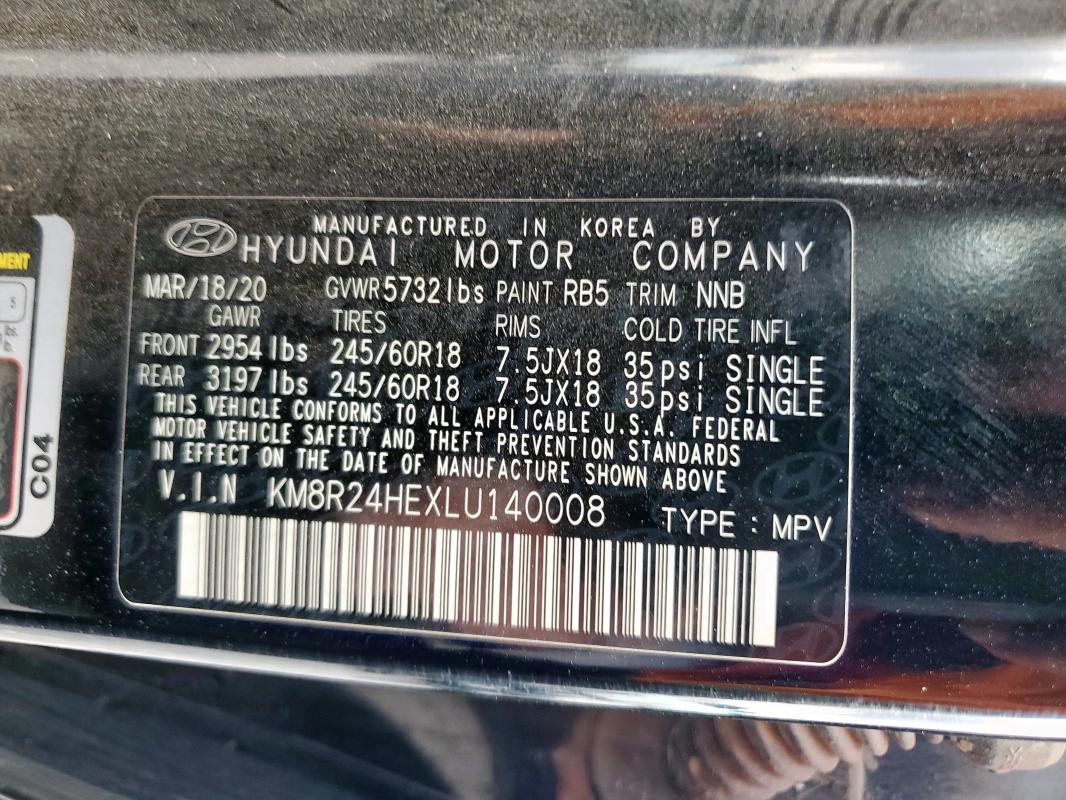 MANUFACTURED IN KOREA BY
HYUNDAI MOTOR COMPANY
MAR/18/20 GVWR 5732lbs PAINT RB5 TRIM NNB
GAWR TIRES RIMS COLD TIRE INFL
FRONT 2954 lbs 245/60R18 7.5JX18 35psi SINGLE
REAR 3197 lbs 245/60R18 7.5JX18 35psi SINGLE
THIS VEHICLE CONFORMS TO ALL APPLICABLE U.S.A. FEDERAL
MOTOR VEHICLE SAFETY AND THEFT PREVENTION STANDARDS
IN EFFECT ON THE DATE OF MANUFACTURE SHOWN ABOVE
V.I.N KM8R24HEXLU140008 TYPE : MPV
5
lbs.
C04